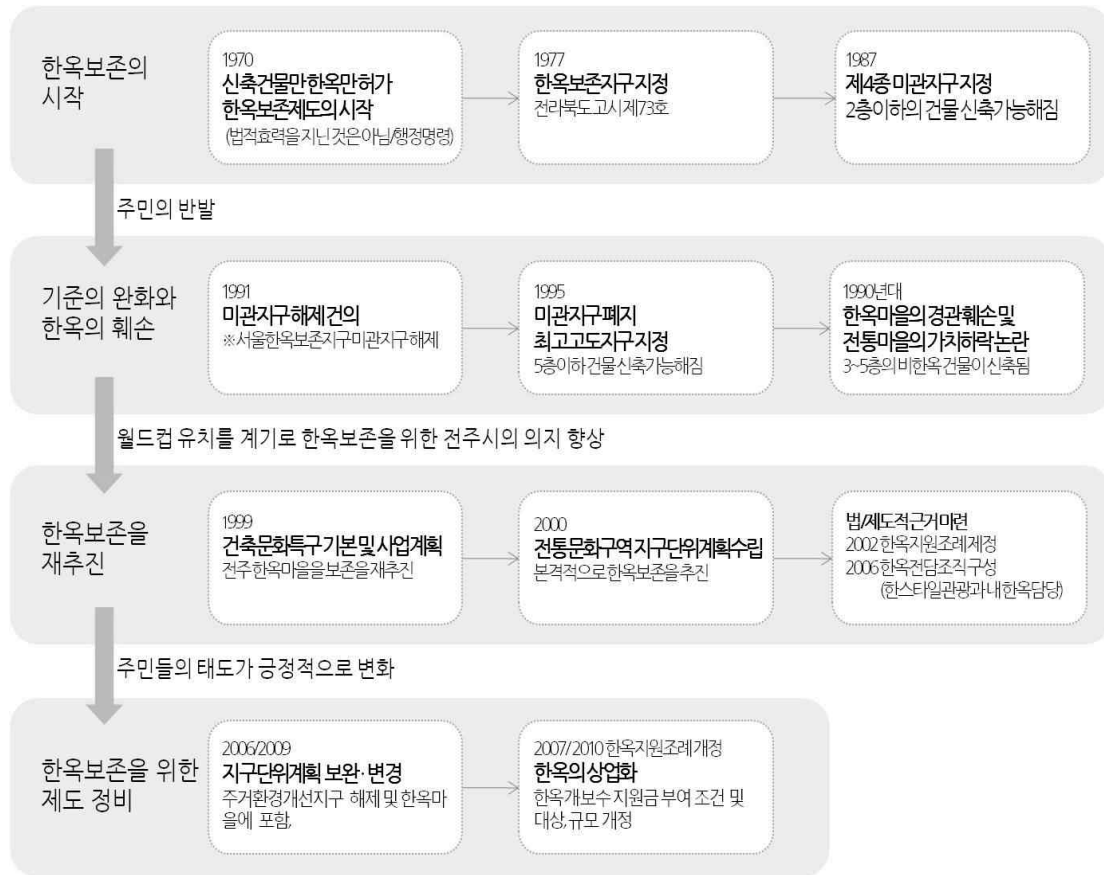 한옥보존의
시작
1970
신축건물만 한옥만 허가
한옥보존제도의 시작
(법적효력을 지닌 것은 아님/행정명령)
1977
한옥보존지구 지정
전라북도 고시 제73호
1987
제4종 미관지구 지정
2층이하의 건물 신축가능해짐
주민의 반발
기준의 완화와
한옥의 훼손
1991
미관지구 해제 건의
※서울한옥보존지구미관지구 해제
1995
미관지구 폐지
최고고도지구 지정
5층이하 건물 신축가능해짐
1990년대
한옥마을의 경관 훼손 및
전통마을의 가치하락 논란
3~5층의 비한옥 건물이 신축됨
월드컵 유치를 계기로 한옥보존을 위한 전주시의 의지 향상
한옥보존을
재추진
1999
건축문화특구 기본 및 사업계획
전주한옥마을을 보존을 재추진
2000
전통문화구역 지구단위계획수립
본격적으로 한옥보존을 추진
법/제도적 근거 마련
2002 한옥지원조례 제정
2006 한옥전담조직 구성
(한스타일관광과 내 한옥담당)
주민들의 태도가 긍정적으로 변화
한옥보존을 위한
제도 정비
2006/2009
지구단위계획 보완·변경
주거환경개선지구 해제 및 한옥마
을에 포함,
2007/2010 한옥지원조례 개정
한옥의 상업화
한옥개보수 지원금 부여 조건 및
대상, 규모 개정